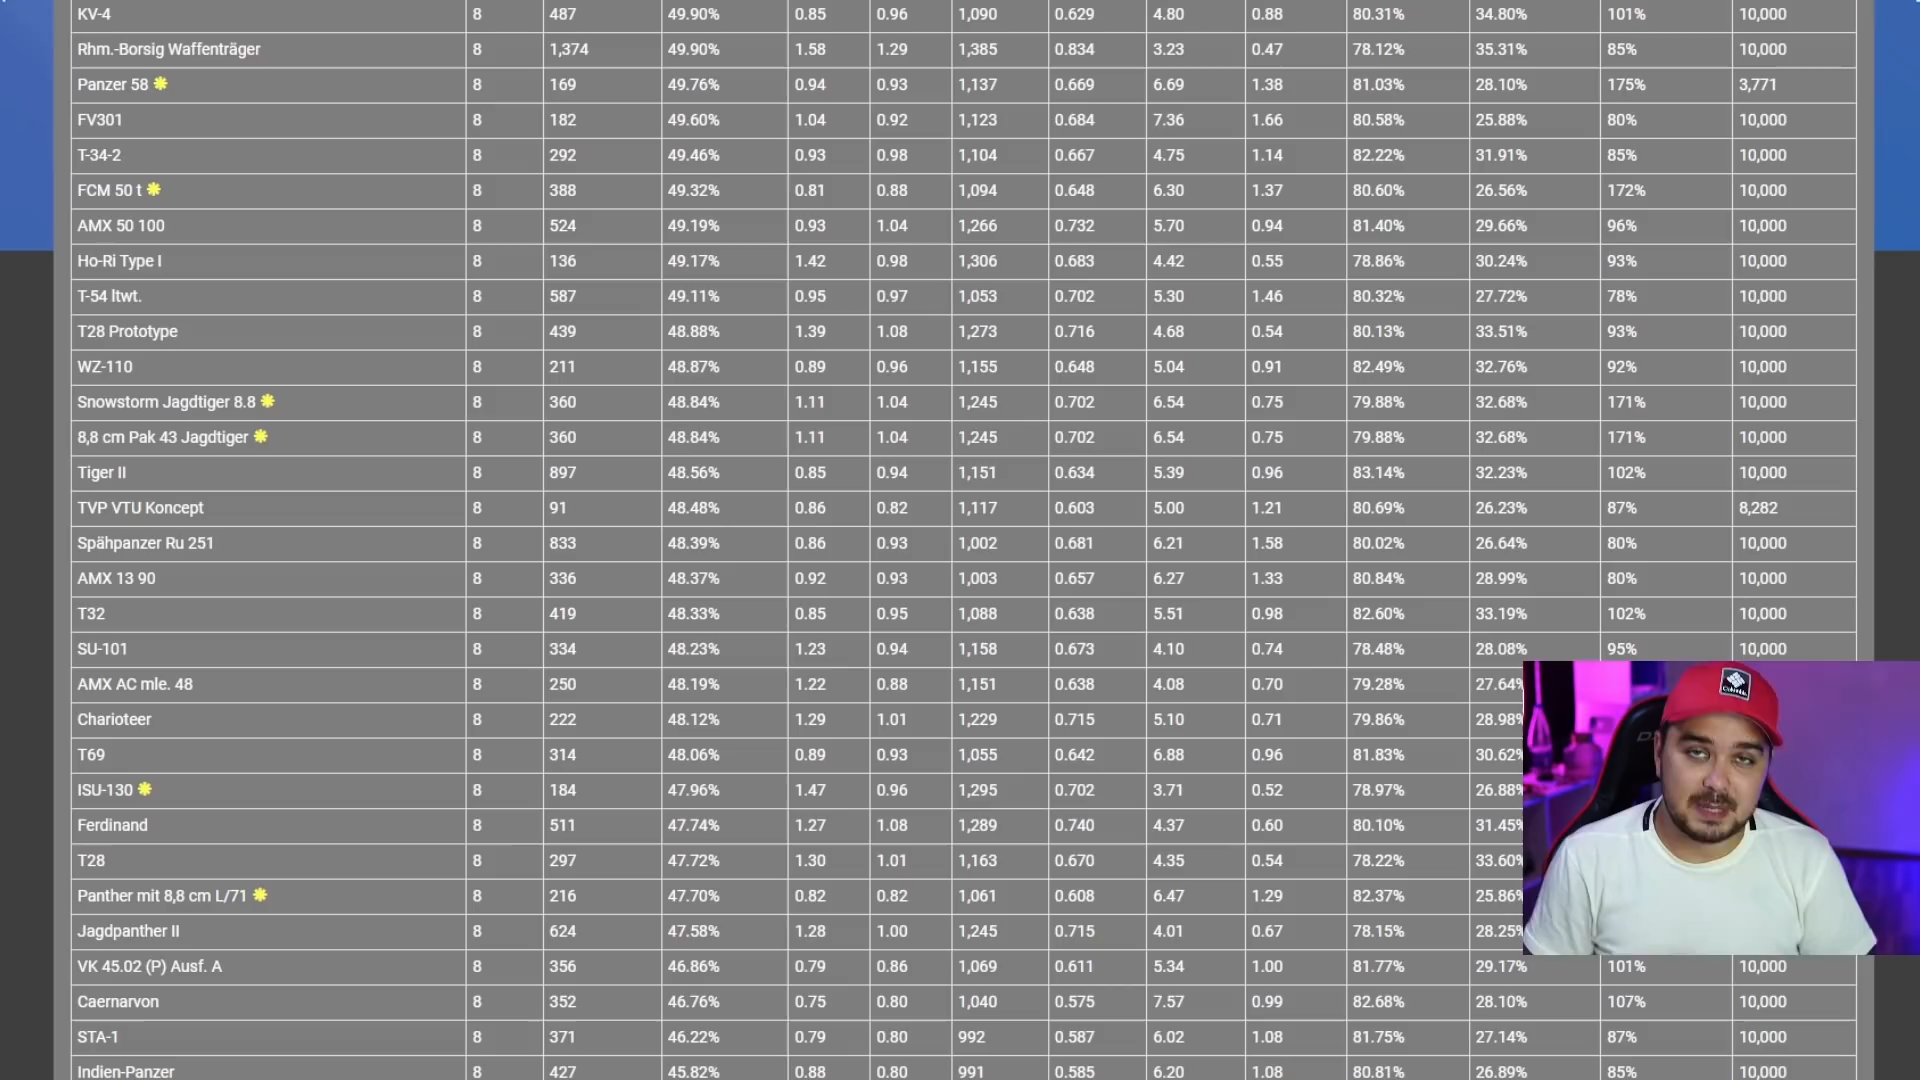 KV-4 8 487 49.90% 0.85 0.96 1,090 0.629 4.80 0.88 80.31% 34.80% 101% 10,000
Rhm.-Borsig Waffenträger 8 1,374 49.90% 1.58 1.29 1,385 0.834 3.23 0.47 78.12% 35.31% 85% 10,000
Panzer 58 8 169 49.76% 0.94 0.93 1,137 0.669 6.69 1.38 81.03% 28.10% 175% 3,771
FV301 8 182 49.60% 1.04 0.92 1,123 0.684 7.36 1.66 80.58% 25.88% 80% 10,000
T-34-2 8 292 49.46% 0.93 0.98 1,104 0.667 4.75 1.14 82.22% 31.91% 85% 10,000
FCM 50 t 8 388 49.32% 0.81 0.88 1,094 0.648 6.30 1.37 80.60% 26.56% 172% 10,000
AMX 50 100 8 524 49.19% 0.93 1.04 1,266 0.732 5.70 0.94 81.40% 29.66% 96% 10,000
Ho-Ri Type I 8 136 49.17% 1.42 0.98 1,306 0.683 4.42 0.55 78.86% 30.24% 93% 10,000
T-54 ltwt. 8 587 49.11% 0.95 0.97 1,053 0.702 5.30 1.46 80.32% 27.72% 78% 10,000
T28 Prototype 8 439 48.88% 1.39 1.08 1,273 0.716 4.68 0.54 80.13% 33.51% 93% 10,000
WZ-110 8 211 48.87% 0.89 0.96 1,155 0.648 5.04 0.91 82.49% 32.76% 92% 10,000
Snowstorm Jagdtiger 8.8 8 360 48.84% 1.11 1.04 1,245 0.702 6.54 0.75 79.88% 32.68% 171% 10,000
8,8 cm Pak 43 Jagdtiger 8 360 48.84% 1.11 1.04 1,245 0.702 6.54 0.75 79.88% 32.68% 171% 10,000
Tiger II 8 897 48.56% 0.85 0.94 1,151 0.634 5.39 0.96 83.14% 32.23% 102% 10,000
TVP VTU Koncept 8 91 48.48% 0.86 0.82 1,117 0.603 5.00 1.21 80.69% 26.23% 87% 8,282
Spähpanzer Ru 251 8 833 48.39% 0.86 0.93 1,002 0.681 6.21 1.58 80.02% 26.64% 80% 10,000
AMX 13 90 8 336 48.37% 0.92 0.93 1,003 0.657 6.27 1.33 80.84% 28.99% 80% 10,000
T32 8 419 48.33% 0.85 0.95 1,088 0.638 5.51 0.98 82.60% 33.19% 102% 10,000
SU-101 8 334 48.23% 1.23 0.94 1,158 0.673 4.10 0.74 78.48% 28.08% 95% 10,000
AMX AC mle. 48 8 250 48.19% 1.22 0.88 1,151 0.638 4.08 0.70 79.28% 27.64%
Charioteer 8 222 48.12% 1.29 1.01 1,229 0.715 5.10 0.71 79.86% 28.98%
T69 8 314 48.06% 0.89 0.93 1,055 0.642 6.88 0.96 81.83% 30.62%
ISU-130 8 184 47.96% 1.47 0.96 1,295 0.702 3.71 0.52 78.97% 26.88%
Ferdinand 8 511 47.74% 1.27 1.08 1,289 0.740 4.37 0.60 80.10% 31.45%
T28 8 297 47.72% 1.30 1.01 1,163 0.670 4.35 0.54 78.22% 33.60%
Panther mit 8,8 cm L/71 8 216 47.70% 0.82 0.82 1,061 0.608 6.47 1.29 82.37% 25.86%
Jagdpanther II 8 624 47.58% 1.28 1.00 1,245 0.715 4.01 0.67 78.15% 28.25%
VK 45.02 (P) Ausf. A 8 356 46.86% 0.79 0.86 1,069 0.611 5.34 1.00 81.77% 29.17% 101% 10,000
Caernarvon 8 352 46.76% 0.75 0.80 1,040 0.575 7.57 0.99 82.68% 28.10% 107% 10,000
STA-1 8 371 46.22% 0.79 0.80 992 0.587 6.02 1.08 81.75% 27.14% 87% 10,000
Indien-Panzer 8 427 45.82% 0.88 0.80 991 0.585 6.20 1.08 80.81% 26.89% 85% 10,000
Columbia